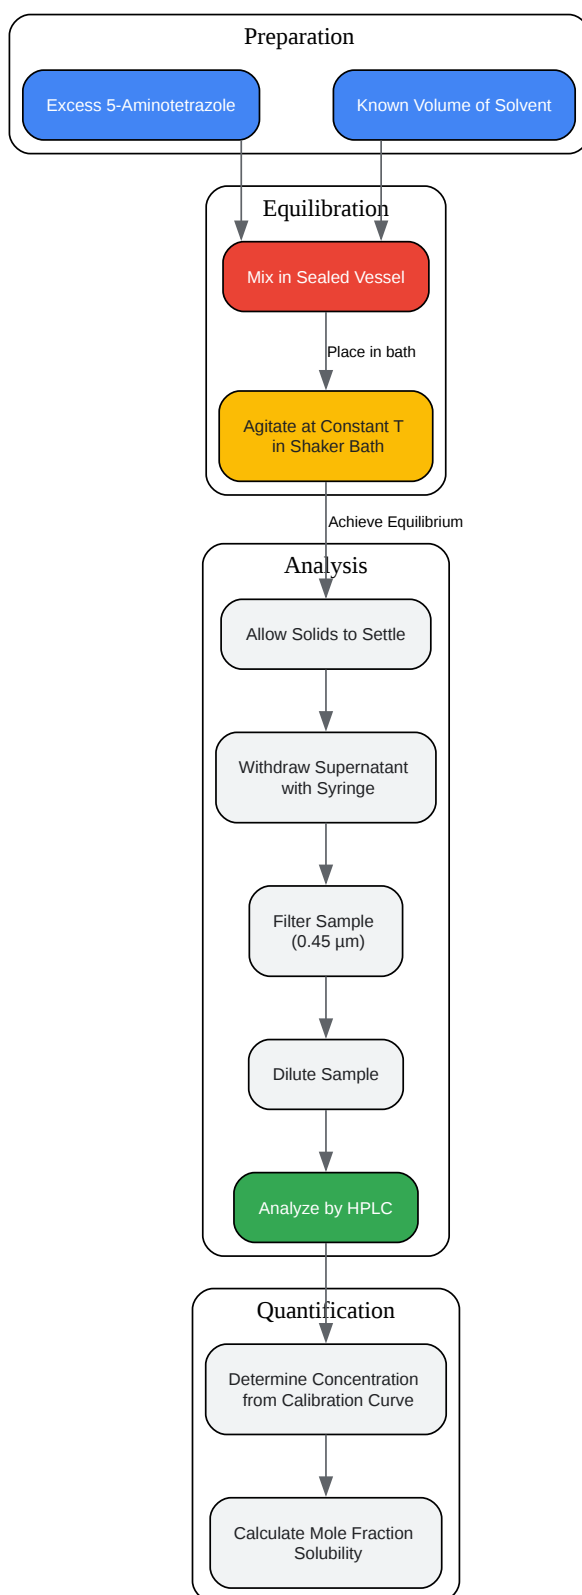 Preparation
Excess 5-Aminotetrazole
Known Volume of Solvent
Equilibration
Mix in Sealed Vessel
Place in bath
Agitate at Constant T
in Shaker Bath
Achieve Equilibrium
Analysis
Allow Solids to Settle
Withdraw Supernatant
with Syringe
Filter Sample
(0.45 µm)
Dilute Sample
Analyze by HPLC
Quantification
Determine Concentration
from Calibration Curve
Calculate Mole Fraction
Solubility